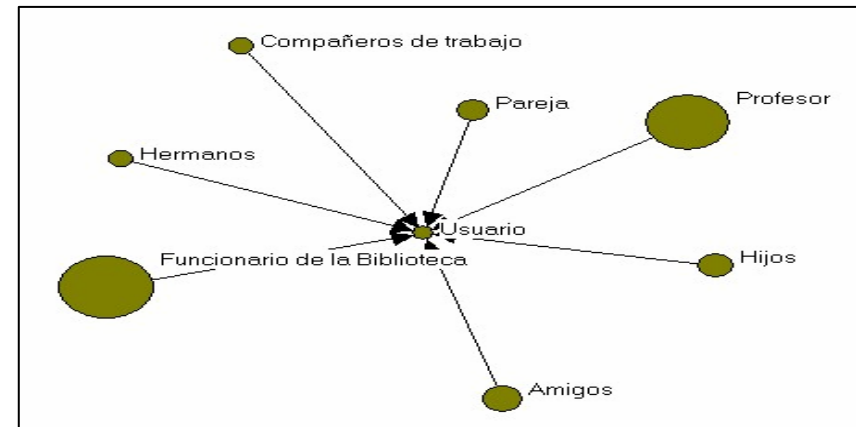 Compañeros de trabajo
Pareja
Profesor
Hermanos
Usuario
Funcionario de la Biblioteca
Hijos
Amigos